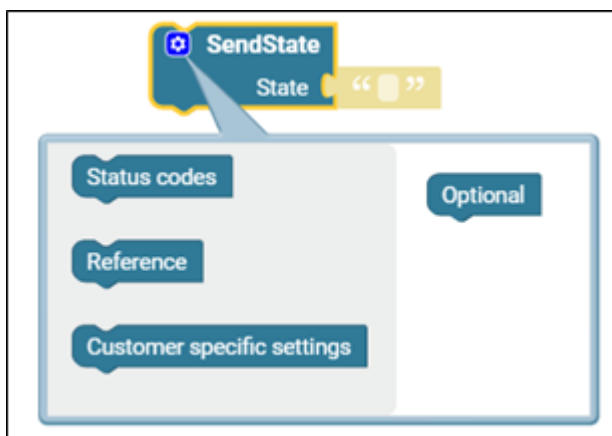 SendState
State “ ”
Status codes
Optional
Reference
Customer specific settings